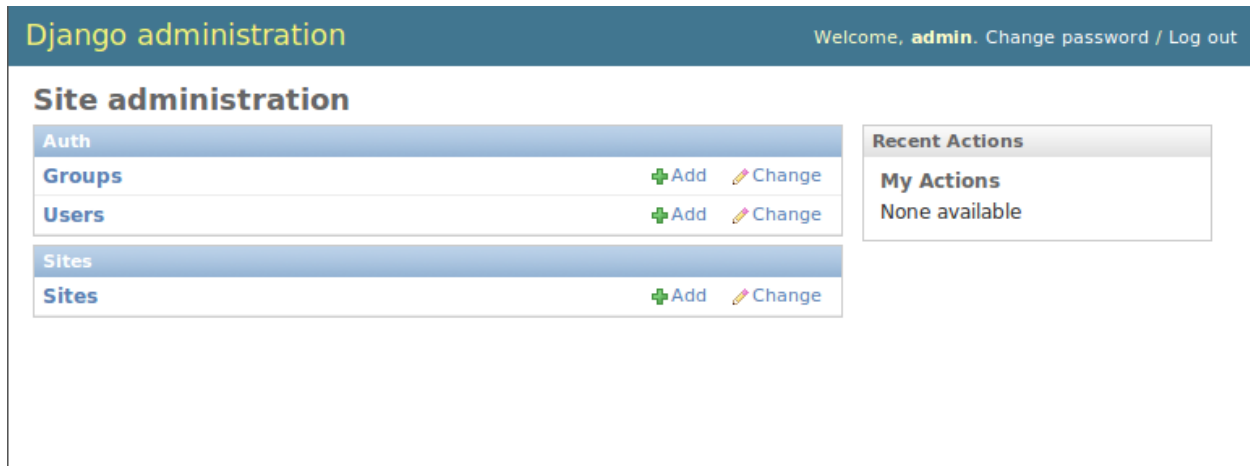 Django administration
Welcome, admin. Change password / Log out
Site administration
Auth
Groups Add Change
Users Add Change
Sites
Sites Add Change
Recent Actions
My Actions
None available